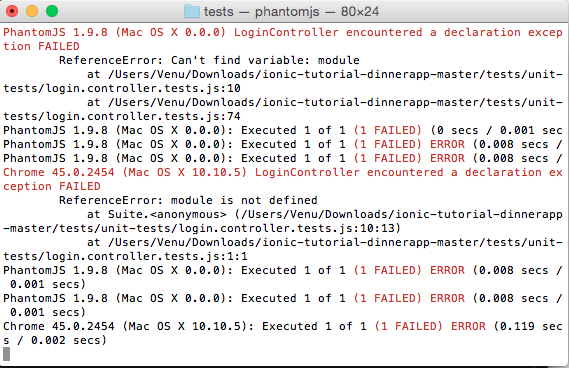 tests — phantomjs — 80×24
PhantomJS 1.9.8 (Mac OS X 0.0.0) LoginController encountered a declaration excep
tion FAILED
ReferenceError: Can't find variable: module
at /Users/Venu/Downloads/ionic-tutorial-dinnerapp-master/tests/unit-
tests/login.controller.tests.js:10
at /Users/Venu/Downloads/ionic-tutorial-dinnerapp-master/tests/unit-
tests/login.controller.tests.js:74
PhantomJS 1.9.8 (Mac OS X 0.0.0): Executed 1 of 1 (1 FAILED) (0 secs / 0.001 sec
PhantomJS 1.9.8 (Mac OS X 0.0.0): Executed 1 of 1 (1 FAILED) ERROR (0.008 secs /
PhantomJS 1.9.8 (Mac OS X 0.0.0): Executed 1 of 1 (1 FAILED) ERROR (0.008 secs /
Chrome 45.0.2454 (Mac OS X 10.10.5) LoginController encountered a declaration ex
ception FAILED
ReferenceError: module is not defined
at Suite.<anonymous> (/Users/Venu/Downloads/ionic-tutorial-dinnerapp
-master/tests/unit-tests/login.controller.tests.js:10:13)
at /Users/Venu/Downloads/ionic-tutorial-dinnerapp-master/tests/unit-
tests/login.controller.tests.js:1:1
PhantomJS 1.9.8 (Mac OS X 0.0.0): Executed 1 of 1 (1 FAILED) ERROR (0.008 secs /
0.001 secs)
PhantomJS 1.9.8 (Mac OS X 0.0.0): Executed 1 of 1 (1 FAILED) ERROR (0.008 secs /
0.001 secs)
Chrome 45.0.2454 (Mac OS X 10.10.5): Executed 1 of 1 (1 FAILED) ERROR (0.119 sec
s / 0.002 secs)